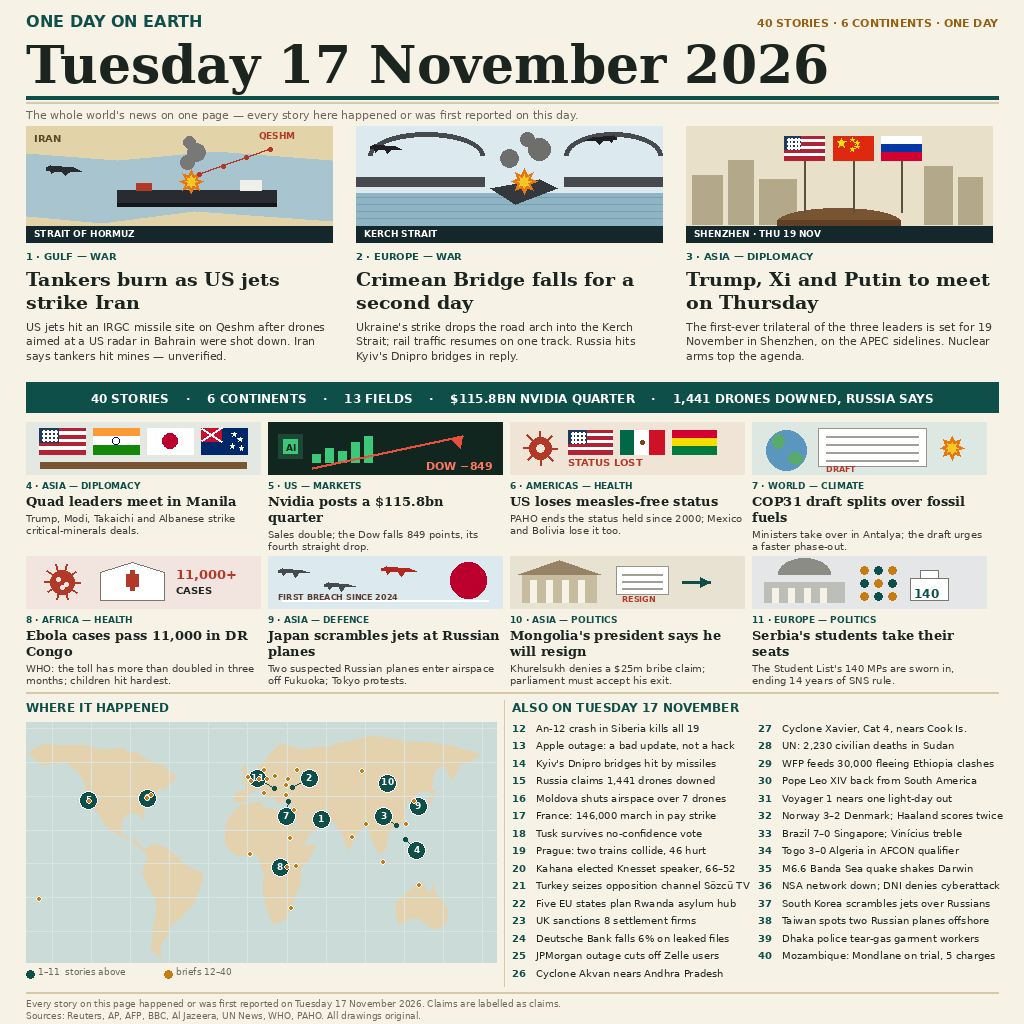 ONE DAY ON EARTH
40 STORIES · 6 CONTINENTS · ONE DAY
Tuesday 17 November 2026
The whole world's news on one page — every story here happened or was first reported on this day.
IRAN
QESHM
STRAIT OF HORMUZ
1 · GULF — WAR
Tankers burn as US jets
strike Iran
US jets hit an IRGC missile site on Qeshm after drones
aimed at a US radar in Bahrain were shot down. Iran
says tankers hit mines — unverified.
KERCH STRAIT
2 · EUROPE — WAR
Crimean Bridge falls for a
second day
Ukraine's strike drops the road arch into the Kerch
Strait; rail traffic resumes on one track. Russia hits
Kyiv's Dnipro bridges in reply.
SHENZHEN · THU 19 NOV
3 · ASIA — DIPLOMACY
Trump, Xi and Putin to meet
on Thursday
The first-ever trilateral of the three leaders is set for 19
November in Shenzhen, on the APEC sidelines. Nuclear
arms top the agenda.
40 STORIES · 6 CONTINENTS · 13 FIELDS · $115.8BN NVIDIA QUARTER · 1,441 DRONES DOWNED, RUSSIA SAYS
4 · ASIA — DIPLOMACY
Quad leaders meet in Manila
Trump, Modi, Takaichi and Albanese strike
critical-minerals deals.
AI
DOW −849
5 · US — MARKETS
Nvidia posts a $115.8bn
quarter
Sales double; the Dow falls 849 points, its
fourth straight drop.
STATUS LOST
6 · AMERICAS — HEALTH
US loses measles-free status
PAHO ends the status held since 2000; Mexico
and Bolivia lose it too.
DRAFT
7 · WORLD — CLIMATE
COP31 draft splits over fossil
fuels
Ministers take over in Antalya; the draft urges
a faster phase-out.
11,000+
CASES
8 · AFRICA — HEALTH
Ebola cases pass 11,000 in DR
Congo
WHO: the toll has more than doubled in three
months; children hit hardest.
FIRST BREACH SINCE 2024
9 · ASIA — DEFENCE
Japan scrambles jets at Russian
planes
Two suspected Russian planes enter airspace
off Fukuoka; Tokyo protests.
RESIGN
10 · ASIA — POLITICS
Mongolia's president says he
will resign
Khurelsukh denies a $25m bribe claim;
parliament must accept his exit.
140
11 · EUROPE — POLITICS
Serbia's students take their
seats
The Student List's 140 MPs are sworn in,
ending 14 years of SNS rule.
WHERE IT HAPPENED
11
2
10
5
9
7
1
3
4
8
1–11 stories above
briefs 12–40
ALSO ON TUESDAY 17 NOVEMBER
12 An-12 crash in Siberia kills all 19
13 Apple outage: a bad update, not a hack
14 Kyiv's Dnipro bridges hit by missiles
15 Russia claims 1,441 drones downed
16 Moldova shuts airspace over 7 drones
17 France: 146,000 march in pay strike
18 Tusk survives no-confidence vote
19 Prague: two trains collide, 46 hurt
20 Kahana elected Knesset speaker, 66–52
21 Turkey seizes opposition channel Sözcü TV
22 Five EU states plan Rwanda asylum hub
23 UK sanctions 8 settlement firms
24 Deutsche Bank falls 6% on leaked files
25 JPMorgan outage cuts off Zelle users
26 Cyclone Akvan nears Andhra Pradesh
27 Cyclone Xavier, Cat 4, nears Cook Is.
28 UN: 2,230 civilian deaths in Sudan
29 WFP feeds 30,000 fleeing Ethiopia clashes
30 Pope Leo XIV back from South America
31 Voyager 1 nears one light-day out
32 Norway 3–2 Denmark; Haaland scores twice
33 Brazil 7–0 Singapore; Vinícius treble
34 Togo 3–0 Algeria in AFCON qualifier
35 M6.6 Banda Sea quake shakes Darwin
36 NSA network down; DNI denies cyberattack
37 South Korea scrambles jets over Russians
38 Taiwan spots two Russian planes offshore
39 Dhaka police tear-gas garment workers
40 Mozambique: Mondlane on trial, 5 charges
Every story on this page happened or was first reported on Tuesday 17 November 2026. Claims are labelled as claims.
Sources: Reuters, AP, AFP, BBC, Al Jazeera, UN News, WHO, PAHO. All drawings original.